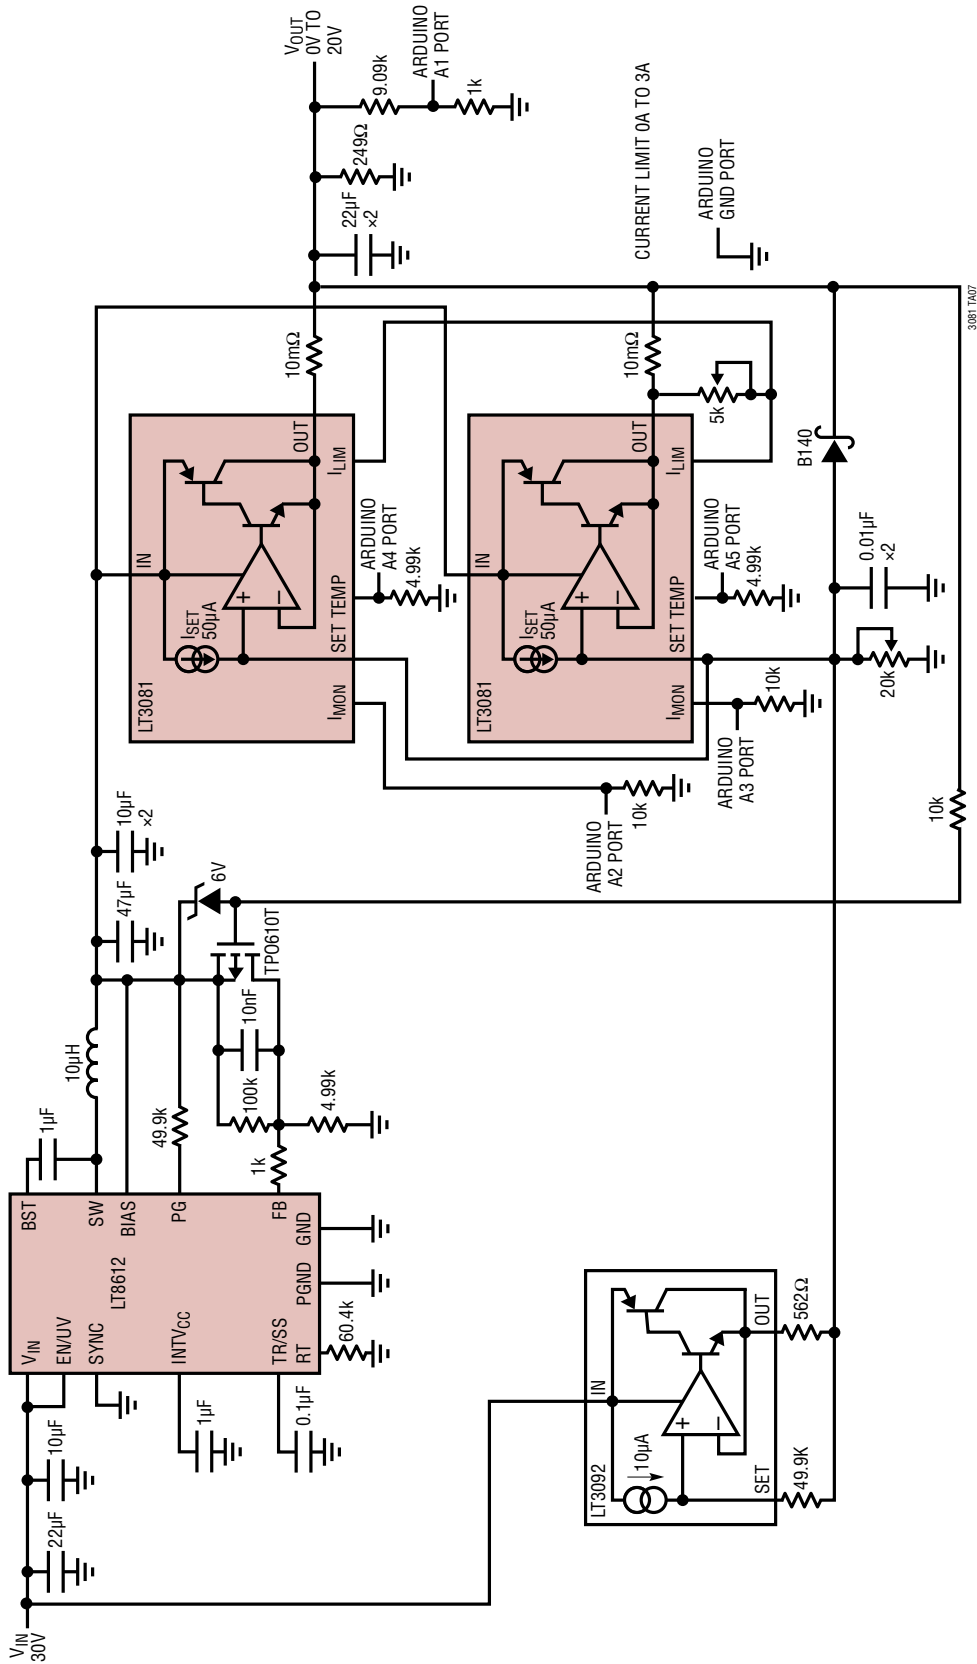 VIN
30V
22µF
10µF
VIN
EN/UV
SYNC
INTVCC
TR/SS
RT
LT8612
BST
SW
BIAS
PG
FB
GND
PGND
1µF
0.1µF
60.4k
1µF
10µH
49.9k
1k
100k
10nF
4.99k
TPO610T
6V
47µF
10µF
×2
LT3081
IN
ISET
50µA
+
–
OUT
IMON
SET TEMP
ILIM
ARDUINO
A4 PORT
4.99k
10mΩ
22µF
×2
249Ω
VOUT
0V TO
20V
9.09k
ARDUINO
A1 PORT
1k
LT3081
IN
ISET
50µA
+
–
OUT
IMON
SET TEMP
ILIM
ARDUINO
A5 PORT
4.99k
10mΩ
5k
CURRENT LIMIT 0A TO 3A
ARDUINO
GND PORT
ARDUINO
A2 PORT
10k
ARDUINO
A3 PORT
10k
B140
0.01µF
×2
20k
10k
LT3092
IN
10µA
+
–
SET
OUT
49.9K
562Ω
3081 TA07